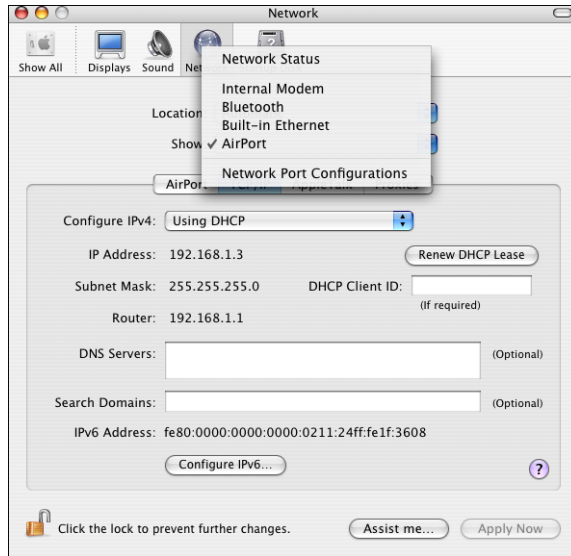 Network
Show All Displays Sound Net
Network Status
Internal Modem
Location Bluetooth
Built-in Ethernet
Show ✓ AirPort
Network Port Configurations
AirPort
Configure IPv4: Using DHCP
IP Address: 192.168.1.3 Renew DHCP Lease
Subnet Mask: 255.255.255.0 DHCP Client ID:
(If required)
Router: 192.168.1.1
DNS Servers: (Optional)
Search Domains: (Optional)
IPv6 Address: fe80:0000:0000:0000:0211:24ff:fe1f:3608
Configure IPv6... ?
Click the lock to prevent further changes. Assist me... Apply Now